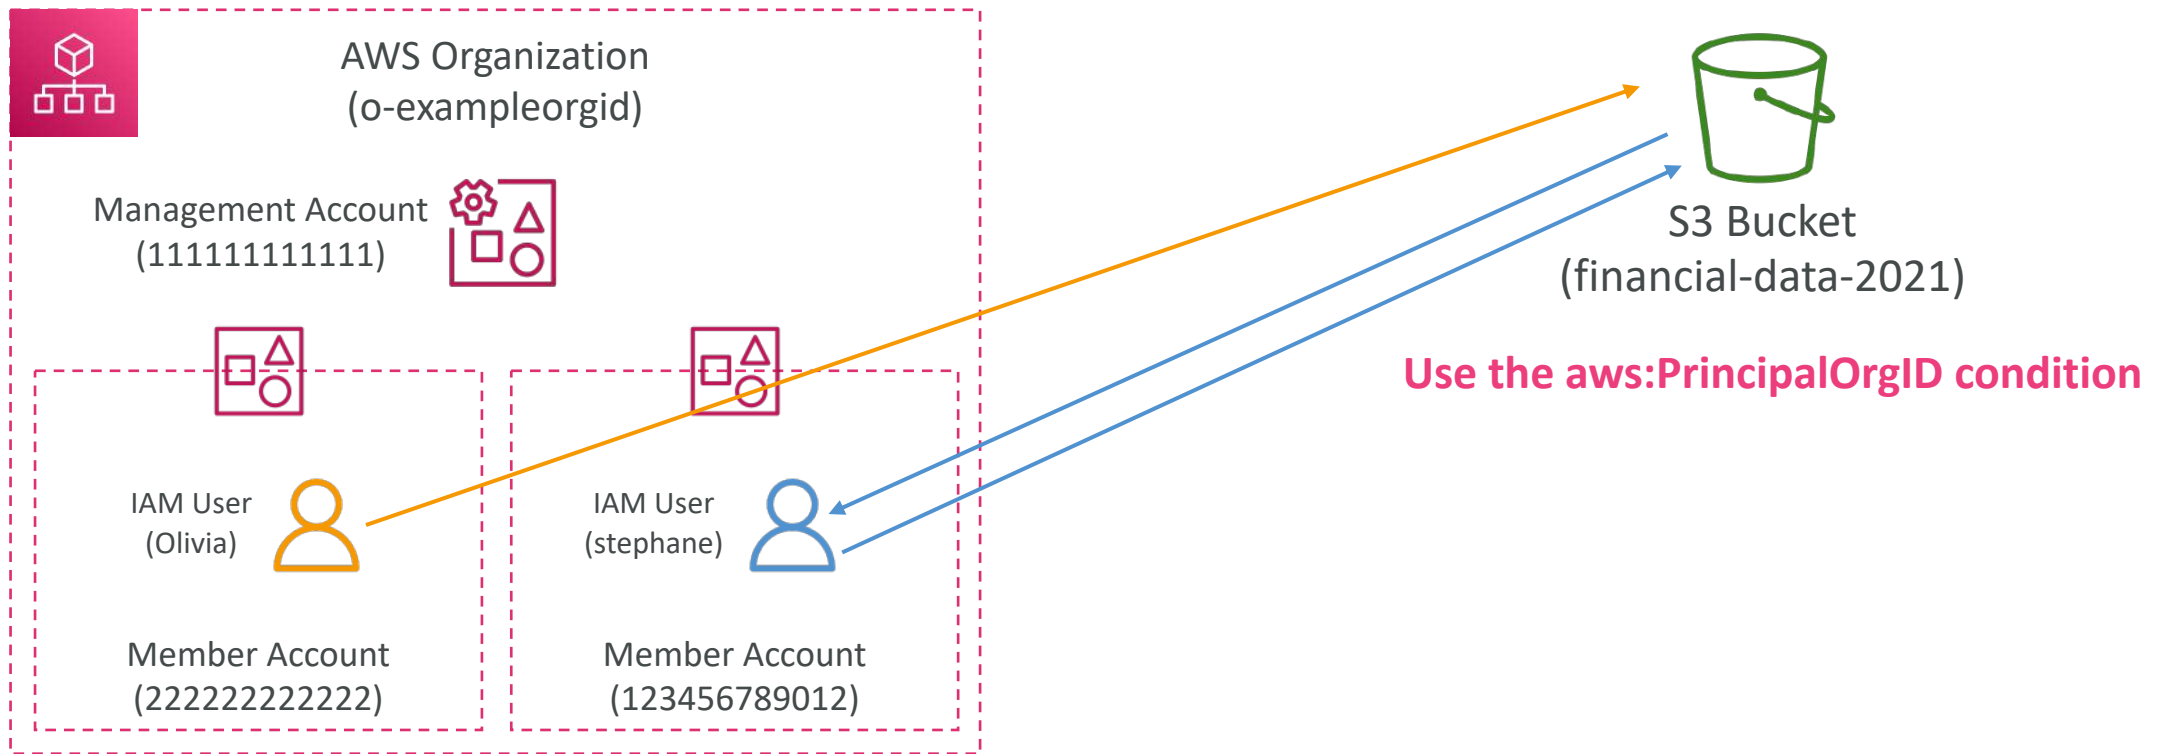 AWS Organization
(o-exampleorgid)
Management Account
(111111111111)
IAM User
(Olivia)
Member Account
(222222222222)
IAM User
(stephane)
Member Account
(123456789012)
S3 Bucket
(financial-data-2021)
Use the aws:PrincipalOrgID condition